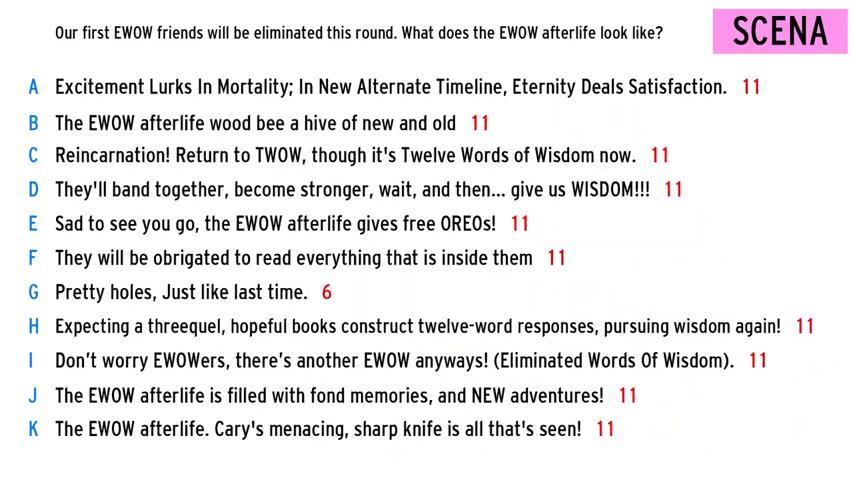 Our first EWOW friends will be eliminated this round. What does the EWOW afterlife look like?
SCENA
A Excitement Lurks In Mortality; In New Alternate Timeline, Eternity Deals Satisfaction. 11
B The EWOW afterlife wood bee a hive of new and old 11
C Reincarnation! Return to TWOW, though it's Twelve Words of Wisdom now. 11
D They'll band together, become stronger, wait, and then... give us WISDOM!!! 11
E Sad to see you go, the EWOW afterlife gives free OREOs! 11
F They will be obrigated to read everything that is inside them 11
G Pretty holes, Just like last time. 6
H Expecting a threequel, hopeful books construct twelve-word responses, pursuing wisdom again! 11
I Don’t worry EWOWers, there’s another EWOW anyways! (Eliminated Words Of Wisdom). 11
J The EWOW afterlife is filled with fond memories, and NEW adventures! 11
K The EWOW afterlife. Cary's menacing, sharp knife is all that's seen! 11